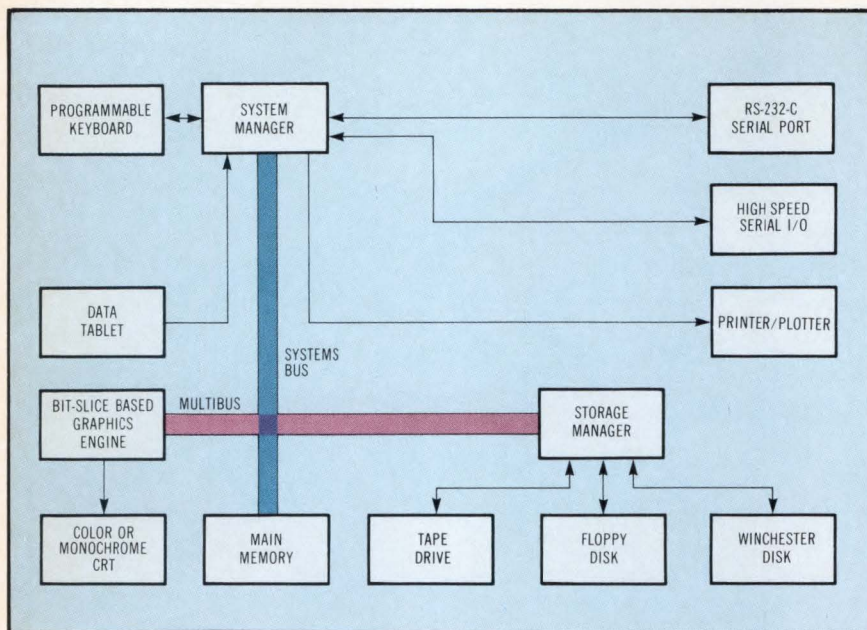 PROGRAMMABLE
KEYBOARD
SYSTEM
MANAGER
RS-232-C
SERIAL PORT
HIGH SPEED
SERIAL I/O
DATA
TABLET
PRINTER/PLOTTER
SYSTEMS
BUS
MULTIBUS
BIT-SLICE BASED
GRAPHICS
ENGINE
STORAGE
MANAGER
COLOR OR
MONOCHROME
CRT
MAIN
MEMORY
TAPE
DRIVE
FLOPPY
DISK
WINCHESTER
DISK